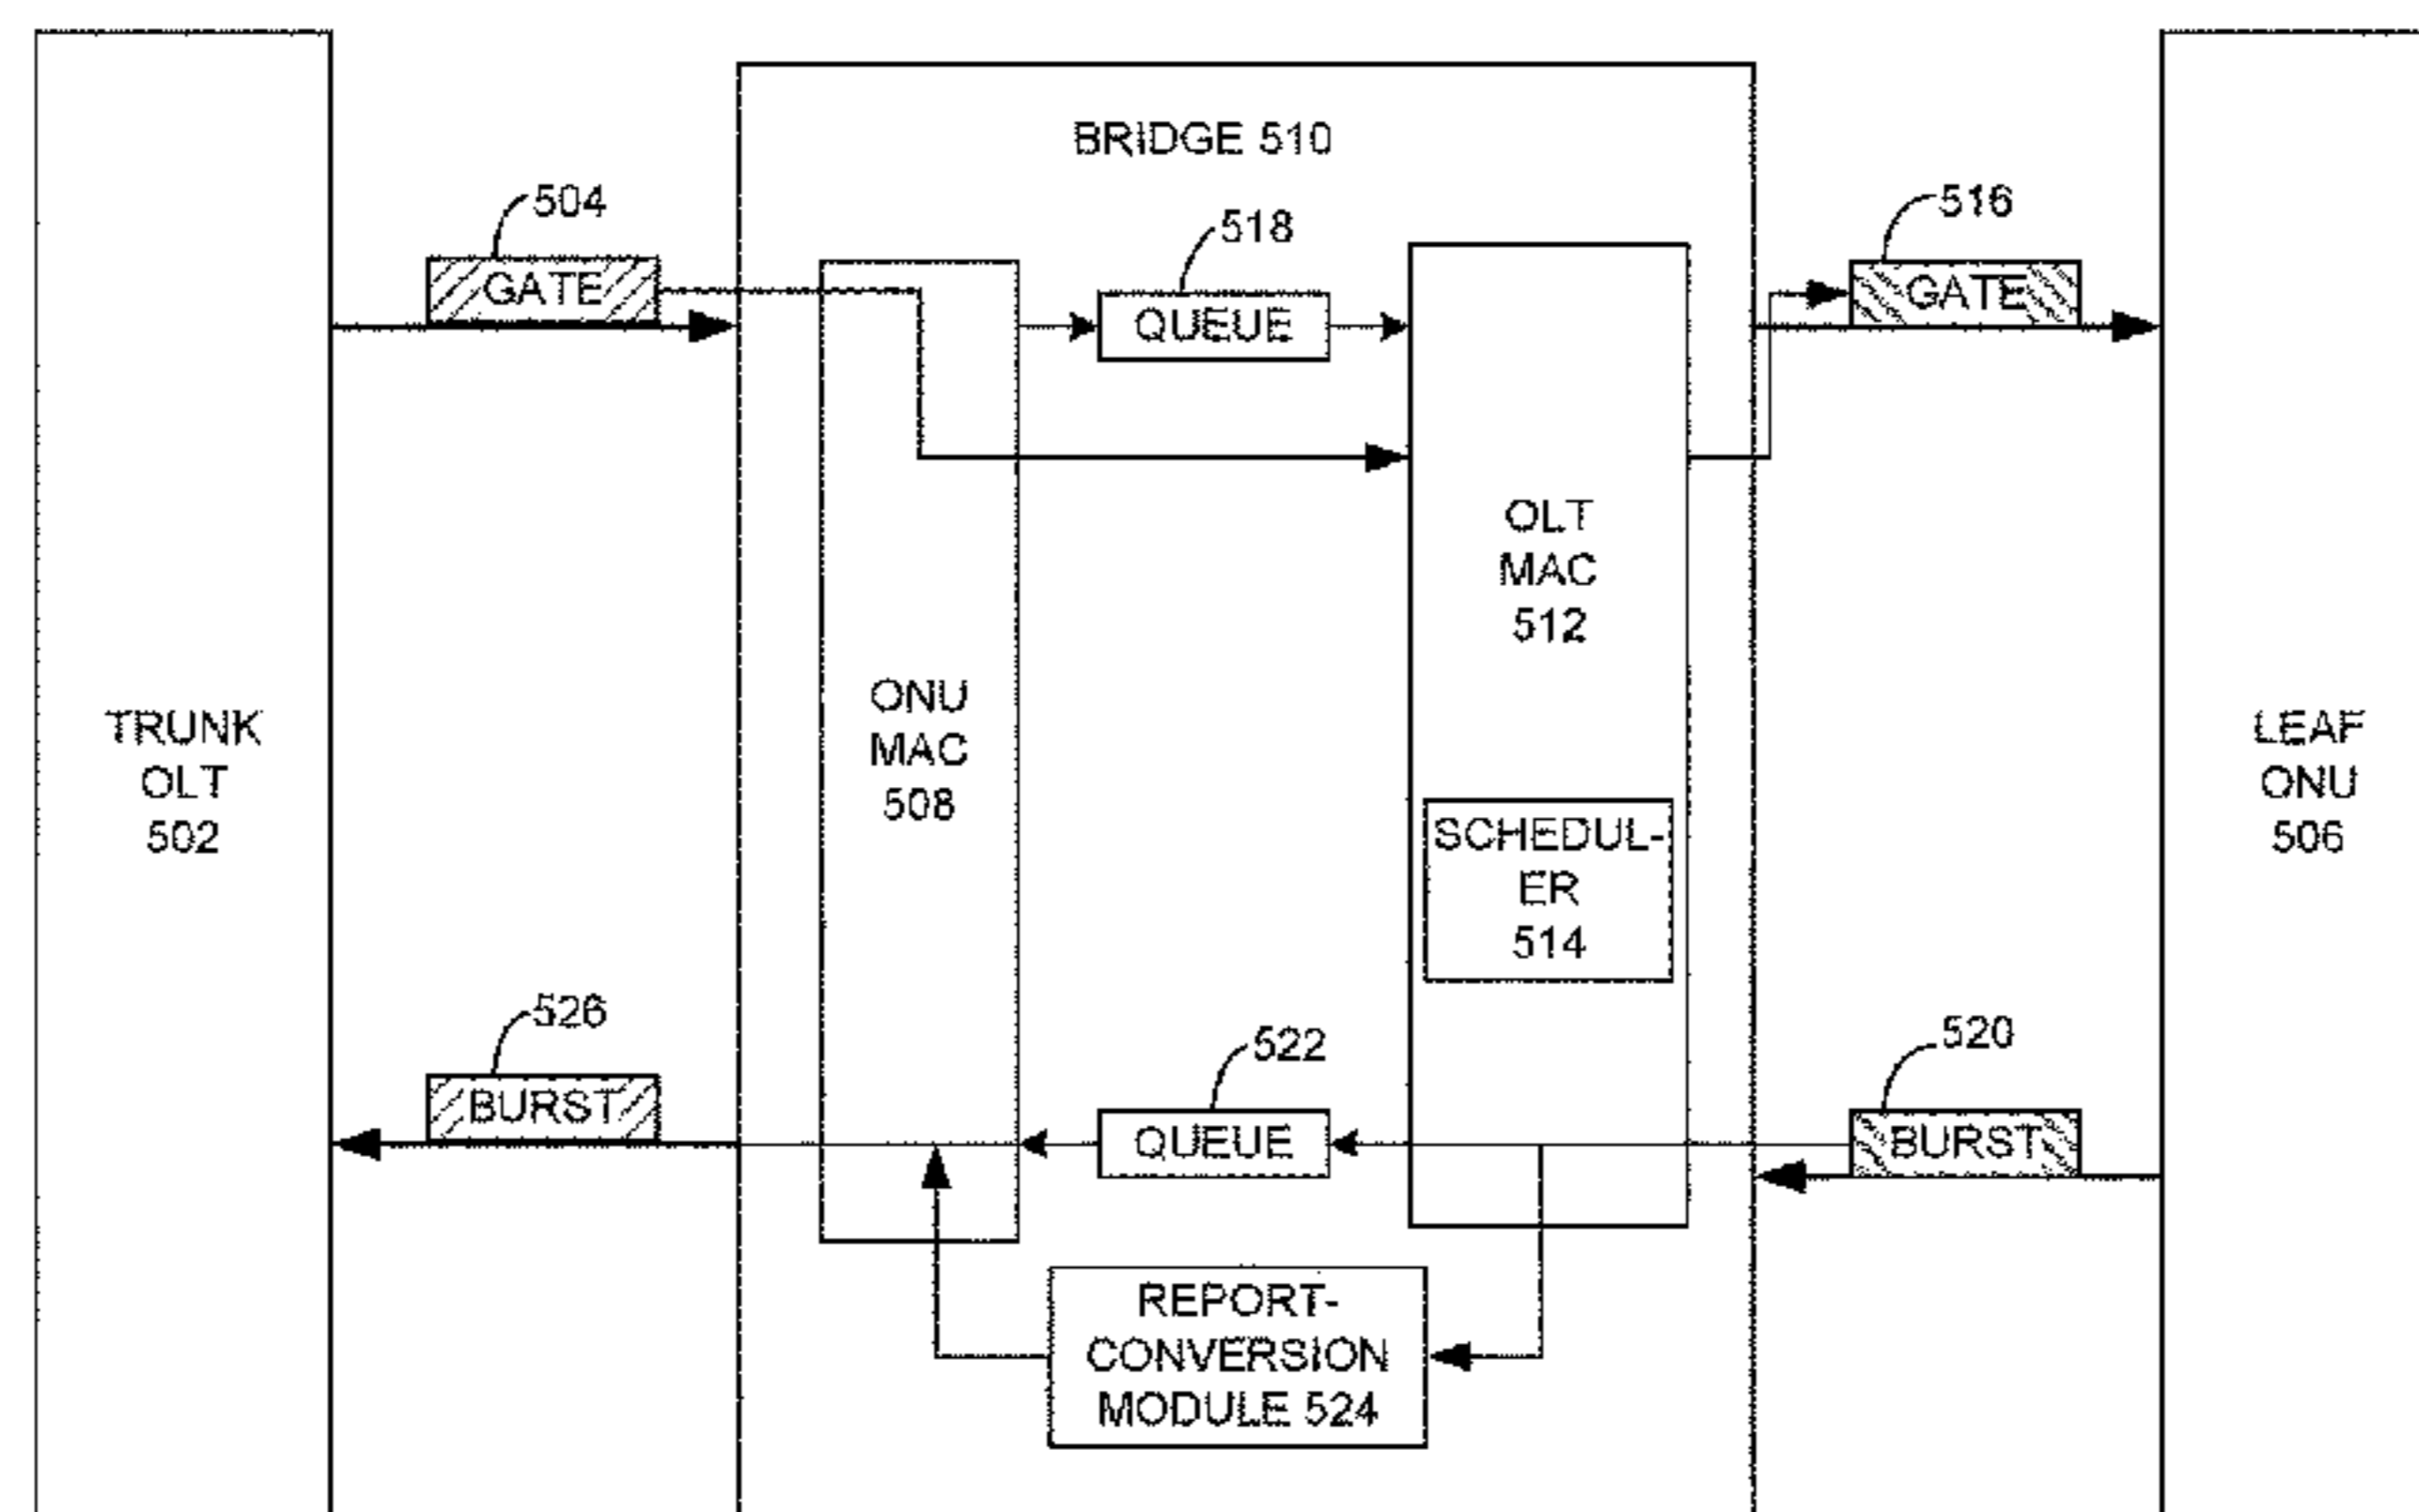 BRIDGE 510
504
GATE
518
QUEUE
516
GATE
OLT
MAC
512
ONU
MAC
508
TRUNK
OLT
502
LEAF
ONU
506
SCHEDUL-
ER
514
526
BURST
522
QUEUE
520
BURST
REPORT-
CONVERSION
MODULE 524